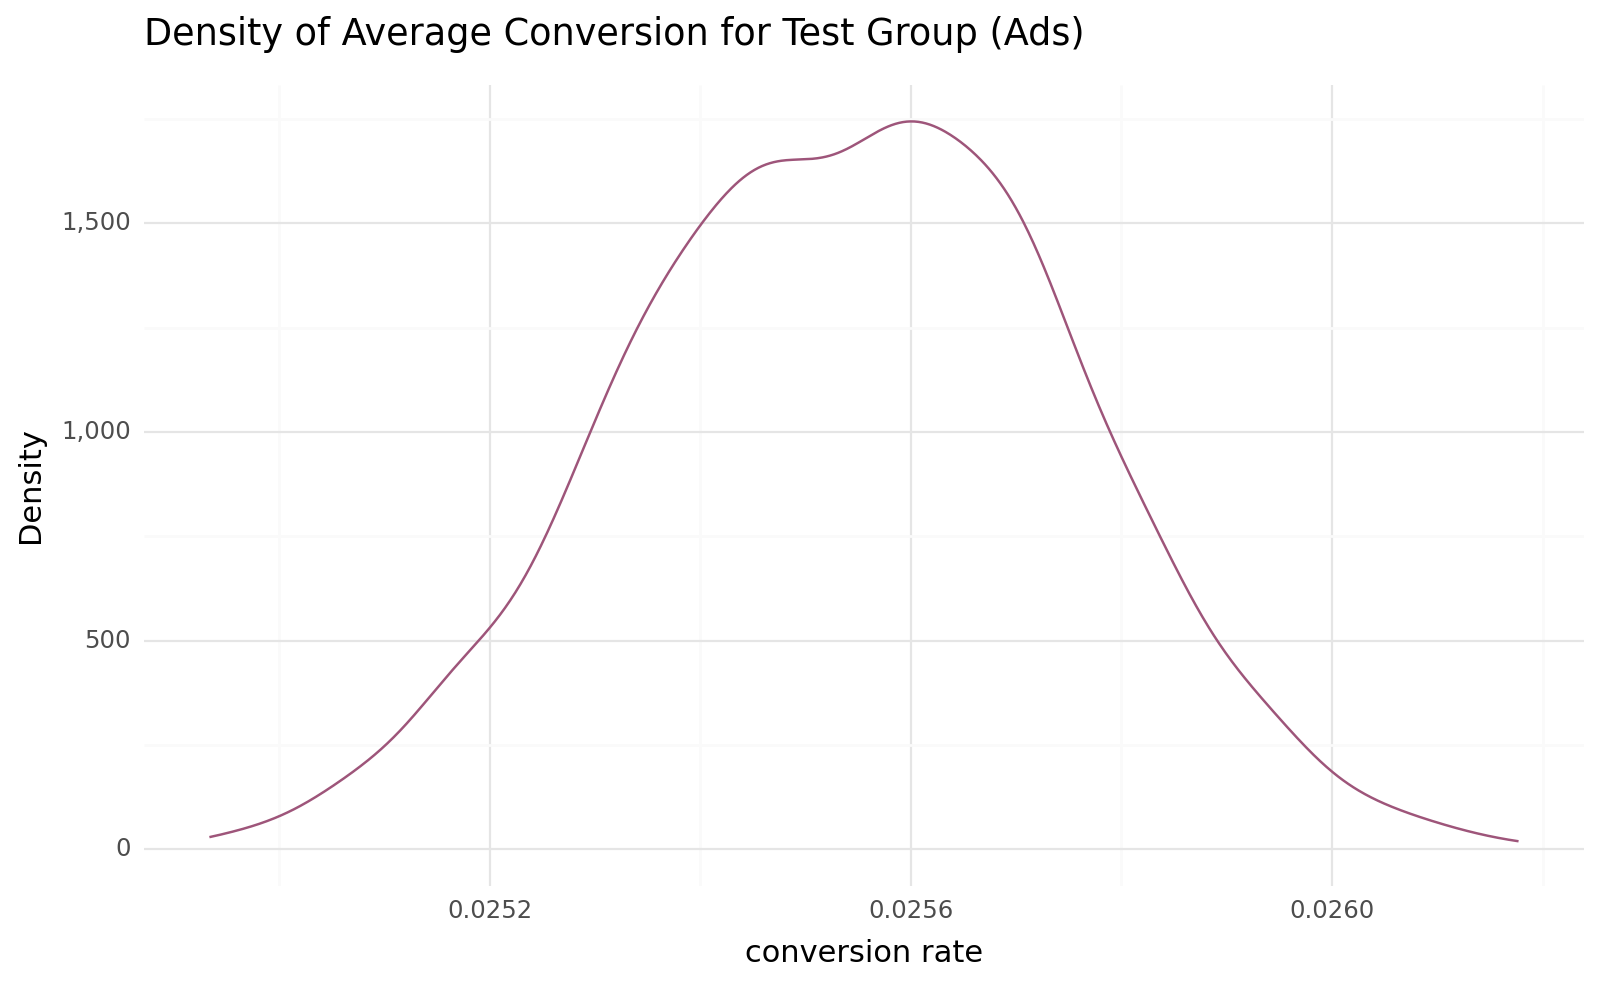 Density of Average Conversion for Test Group (Ads)
Density
1,500
1,000
500
0
0.0252 0.0256 0.0260
conversion rate